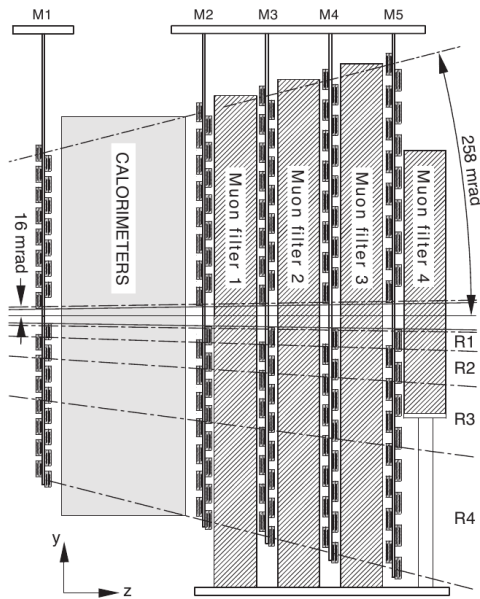 M1
M2
M3
M4
M5
CALORIMETERS
Muon filter 1
Muon filter 2
Muon filter 3
Muon filter 4
258 mrad
16 mrad
R1
R2
R3
R4
y
z